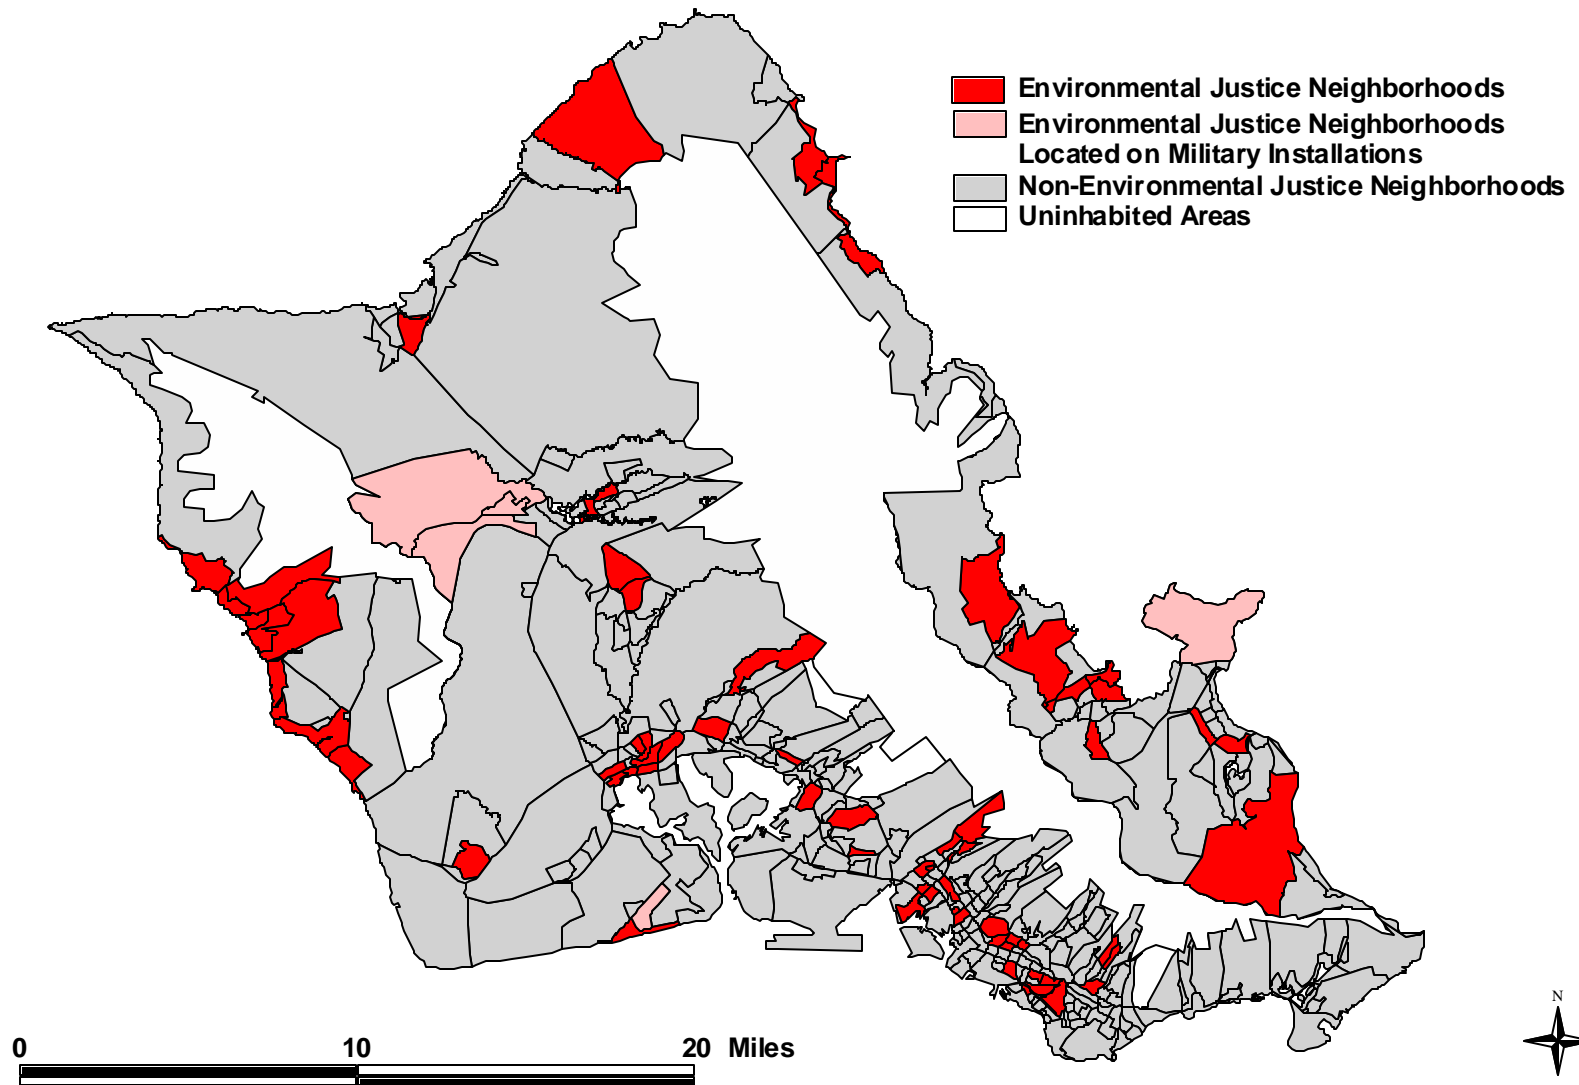 Environmental Justice Neighborhoods
Environmental Justice Neighborhoods
Located on Military Installations
Non-Environmental Justice Neighborhoods
Uninhabited Areas
N
0 10 20 Miles